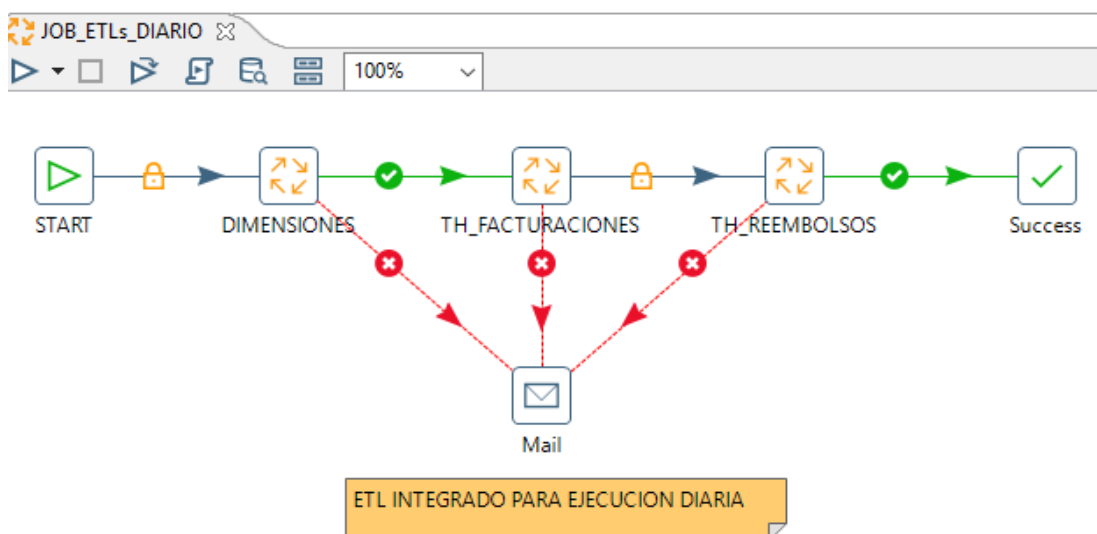 JOB_ETLs_DIARIO
100%
START
DIMENSIONES
TH_FACTURACIONES
TH_REEMBOLSOS
Success
Mail
ETL INTEGRADO PARA EJECUCION DIARIA